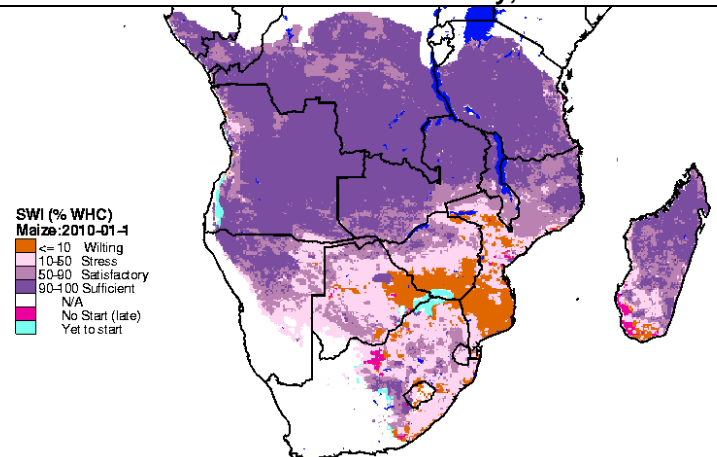 SWI (% WHC)
Maize:2010-01-1
<= 10 Wilting
10-50 Stress
50-90 Satisfactory
90-100 Sufficient
N/A
No Start (late)
Yet to start